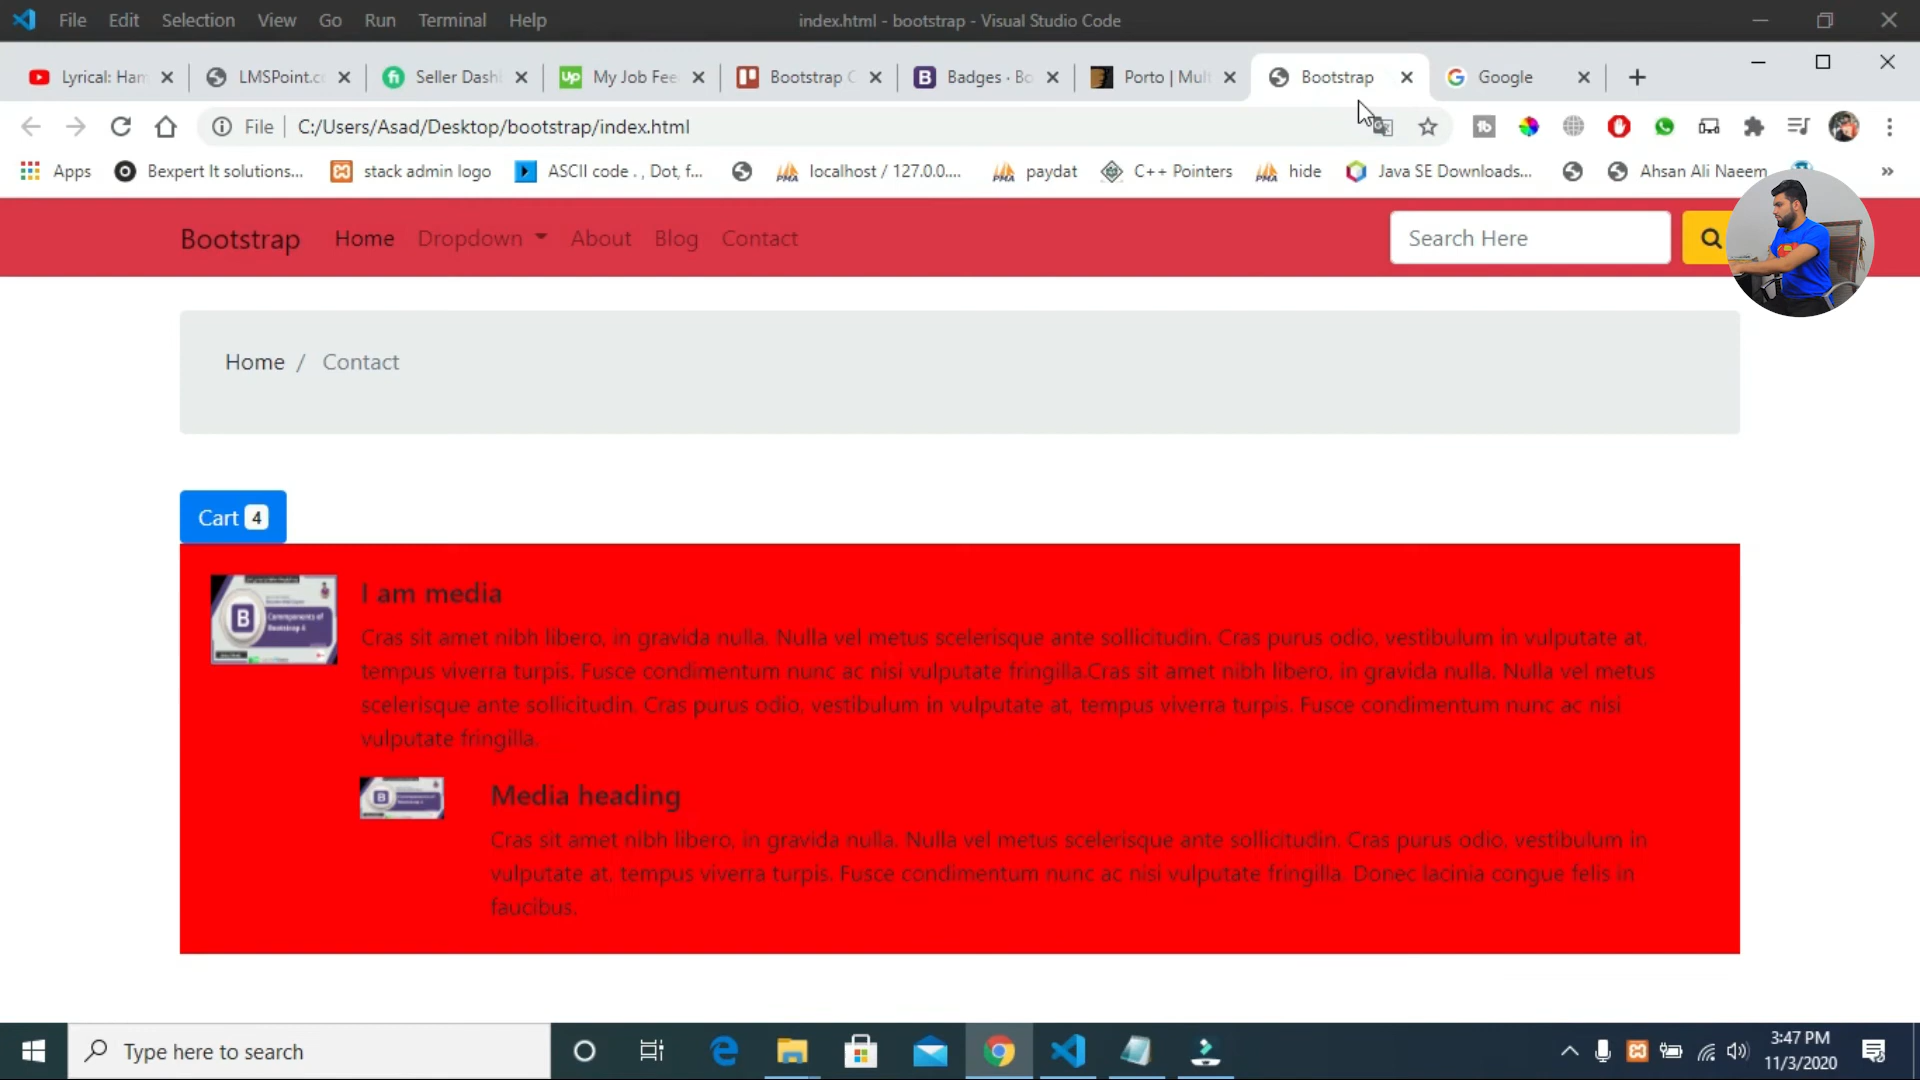 File Edit Selection View Go Run Terminal Help index.html - bootstrap - Visual Studio Code
Lyrical: Ham LMSPoint.c Seller Dash My Job Fee Bootstrap C Badges · Bo Porto | Mult Bootstrap Google
File C:/Users/Asad/Desktop/bootstrap/index.html
Apps Bexpert It solutions... stack admin logo ASCII code . , Dot, f... localhost / 127.0.0.... paydat C++ Pointers hide Java SE Downloads... Ahsan Ali Naeem »
Bootstrap Home Dropdown About Blog Contact Search Here
Home / Contact
Cart 4
I am media
Cras sit amet nibh libero, in gravida nulla. Nulla vel metus scelerisque ante sollicitudin. Cras purus odio, vestibulum in vulputate at,
tempus viverra turpis. Fusce condimentum nunc ac nisi vulputate fringilla.Cras sit amet nibh libero, in gravida nulla. Nulla vel metus
scelerisque ante sollicitudin. Cras purus odio, vestibulum in vulputate at, tempus viverra turpis. Fusce condimentum nunc ac nisi
vulputate fringilla.
Media heading
Cras sit amet nibh libero, in gravida nulla. Nulla vel metus scelerisque ante sollicitudin. Cras purus odio, vestibulum in
vulputate at, tempus viverra turpis. Fusce condimentum nunc ac nisi vulputate fringilla. Donec lacinia congue felis in
faucibus.
Type here to search
3:47 PM
11/3/2020